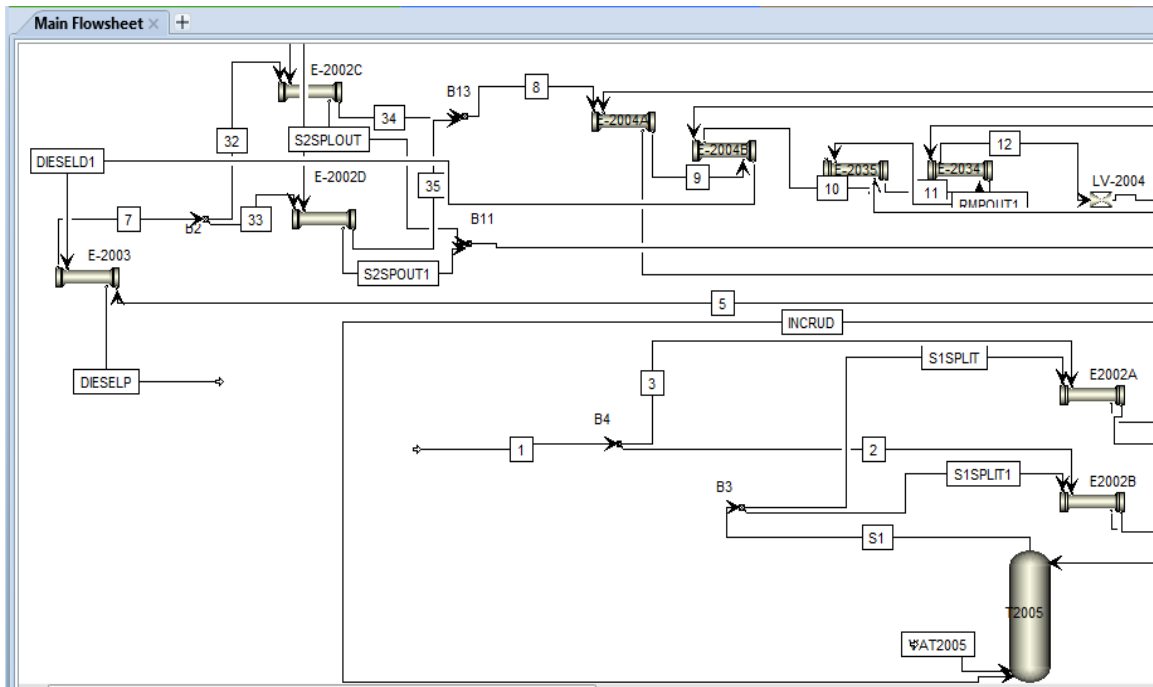 Main Flowsheet
E-2002C
B13
8
34
E-2004A
32
S2SPLOUT
E-2004B
12
DIESELD1
E-2002D
35
9
E-2035
E-2034
10
11
LV-2004
RMPOUT1
7
33
B2
B11
E-2003
S2SPOUT1
5
INCRUD
S1SPLIT
E2002A
DIESELP
3
B4
1
2
S1SPLIT1
E2002B
B3
S1
T2005